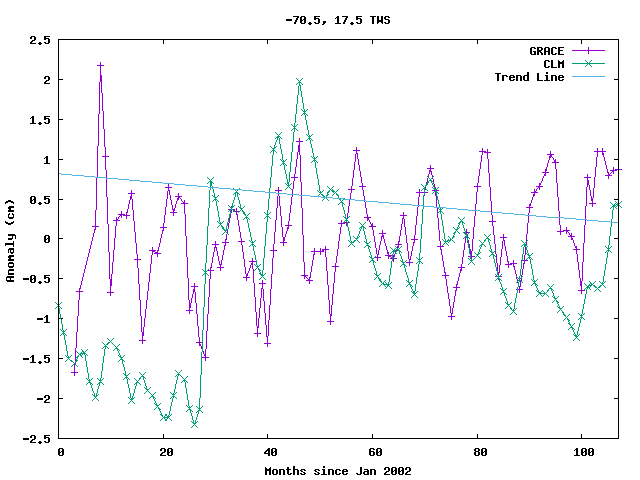 -70.5, 17.5 TWS
GRACE
CLM
Trend Line
2.5
2
1.5
1
0.5
0
-0.5
-1
-1.5
-2
-2.5
Anomaly (cm)
0 20 40 60 80 100
Months since Jan 2002